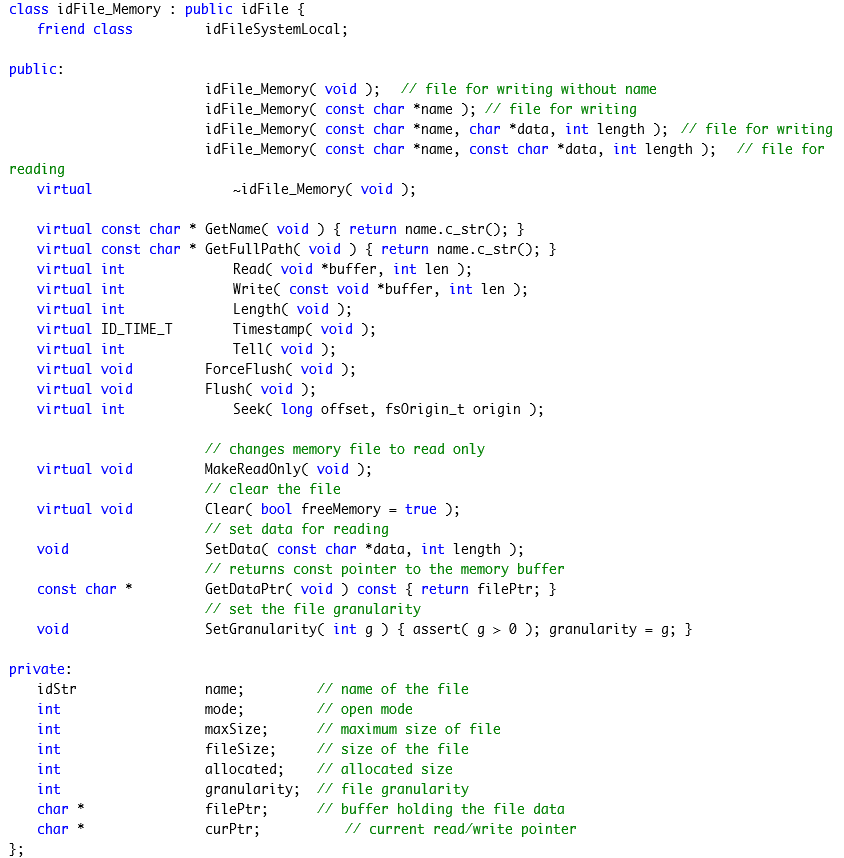 class idFile_Memory : public idFile {
friend class idFileSystemLocal;
public:
idFile_Memory( void ); // file for writing without name
idFile_Memory( const char *name ); // file for writing
idFile_Memory( const char *name, char *data, int length ); // file for writing
idFile_Memory( const char *name, const char *data, int length ); // file for
reading
virtual ~idFile_Memory( void );
virtual const char * GetName( void ) { return name.c_str(); }
virtual const char * GetFullPath( void ) { return name.c_str(); }
virtual int Read( void *buffer, int len );
virtual int Write( const void *buffer, int len );
virtual int Length( void );
virtual ID_TIME_T Timestamp( void );
virtual int Tell( void );
virtual void ForceFlush( void );
virtual void Flush( void );
virtual int Seek( long offset, fsOrigin_t origin );
// changes memory file to read only
virtual void MakeReadOnly( void );
// clear the file
virtual void Clear( bool freeMemory = true );
// set data for reading
void SetData( const char *data, int length );
// returns const pointer to the memory buffer
const char * GetDataPtr( void ) const { return filePtr; }
// set the file granularity
void SetGranularity( int g ) { assert( g > 0 ); granularity = g; }
private:
idStr name; // name of the file
int mode; // open mode
int maxSize; // maximum size of file
int fileSize; // size of the file
int allocated; // allocated size
int granularity; // file granularity
char * filePtr; // buffer holding the file data
char * curPtr; // current read/write pointer
};